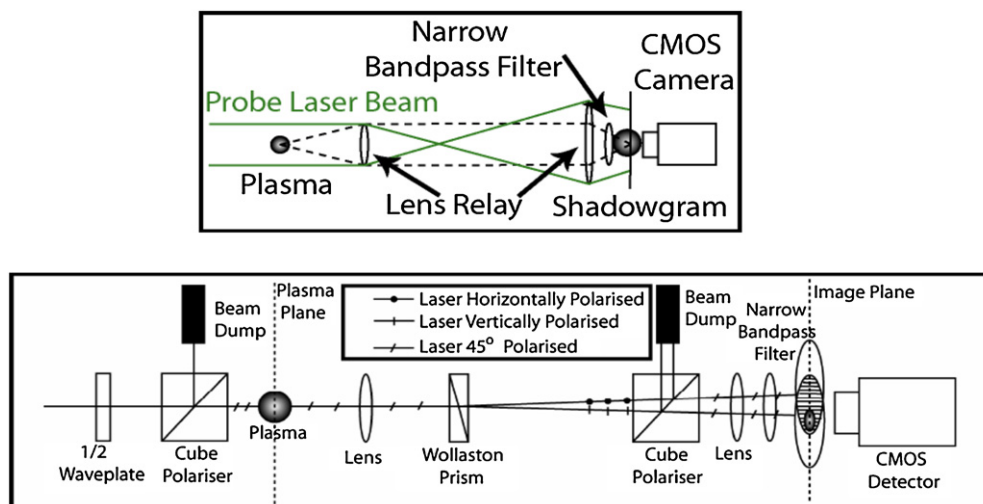 Narrow
Bandpass Filter
CMOS
Camera
Probe Laser Beam
Plasma
Lens Relay
Shadowgram
Beam
Dump
Plasma
Plane
Laser Horizontally Polarised
Laser Vertically Polarised
Laser 45° Polarised
Beam
Dump
Image Plane
Narrow
Bandpass
Filter
1/2
Waveplate
Cube
Polariser
Plasma
Lens
Wollaston
Prism
Cube
Polariser
Lens
CMOS
Detector